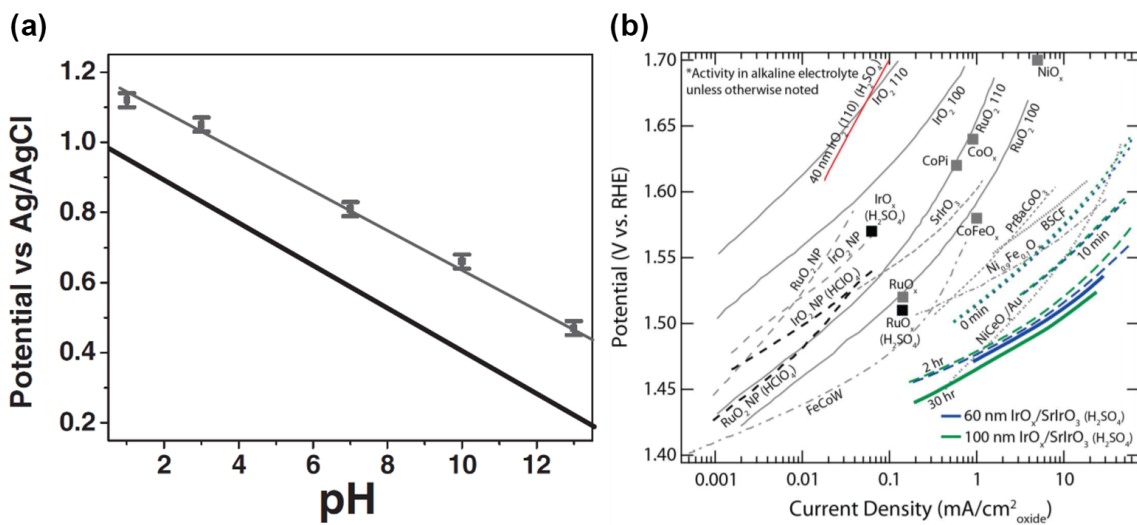 (a)
Potential vs Ag/AgCl
1.2
1.0
0.8
0.6
0.4
0.2
2
4
6
8
10
12
pH
(b)
Potential (V vs. RHE)
1.70
1.65
1.60
1.55
1.50
1.45
1.40
*Activity in alkaline electrolyte
unless otherwise noted
40 nm IrO₂ (110) (H₂SO₄)
IrO₂ 110
IrO₂ 100
RuO₂ 110
RuO₂ 100
NiOₓ
CoOₓ
CoPi
IrOₓ
(H₂SO₄)
SrIrO₃
CoFeOₓ
PrBaCoO₃
BSCF
Ni₀.₉Fe₀.₁O
10 min
RuO₂ NP
IrO₂ NP
IrO₂ NP (HClO₄)
RuOₓ
RuOₓ
(H₂SO₄)
0 min
NiCeOₓ/Au
RuO₂ NP (HClO₄)
FeCoW
2 hr
30 hr
60 nm IrOₓ/SrIrO₃ (H₂SO₄)
100 nm IrOₓ/SrIrO₃ (H₂SO₄)
0.001
0.01
0.1
1
10
Current Density (mA/cm²oxide)